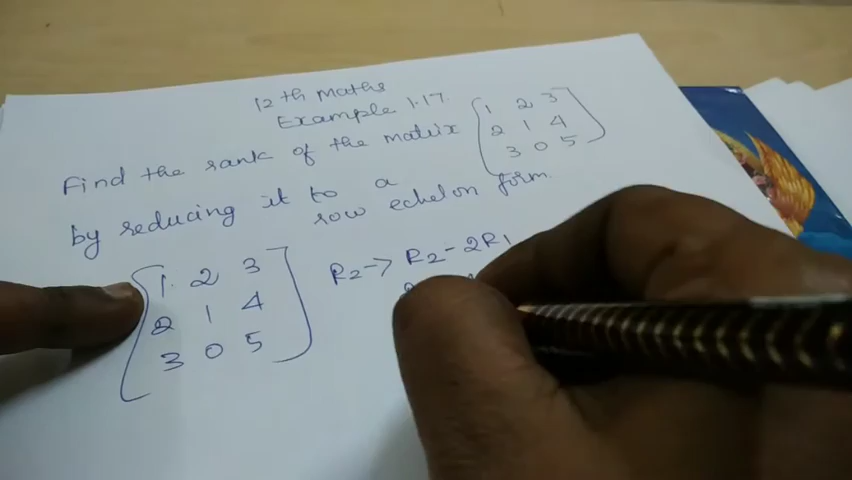 12th Maths
Example 1.17.
Find the rank of the matrix [1 2 3
2 1 4
3 0 5]
by reducing it to a
row echelon form.
[1 2 3
2 1 4
3 0 5]
R2 -> R2 - 2R1